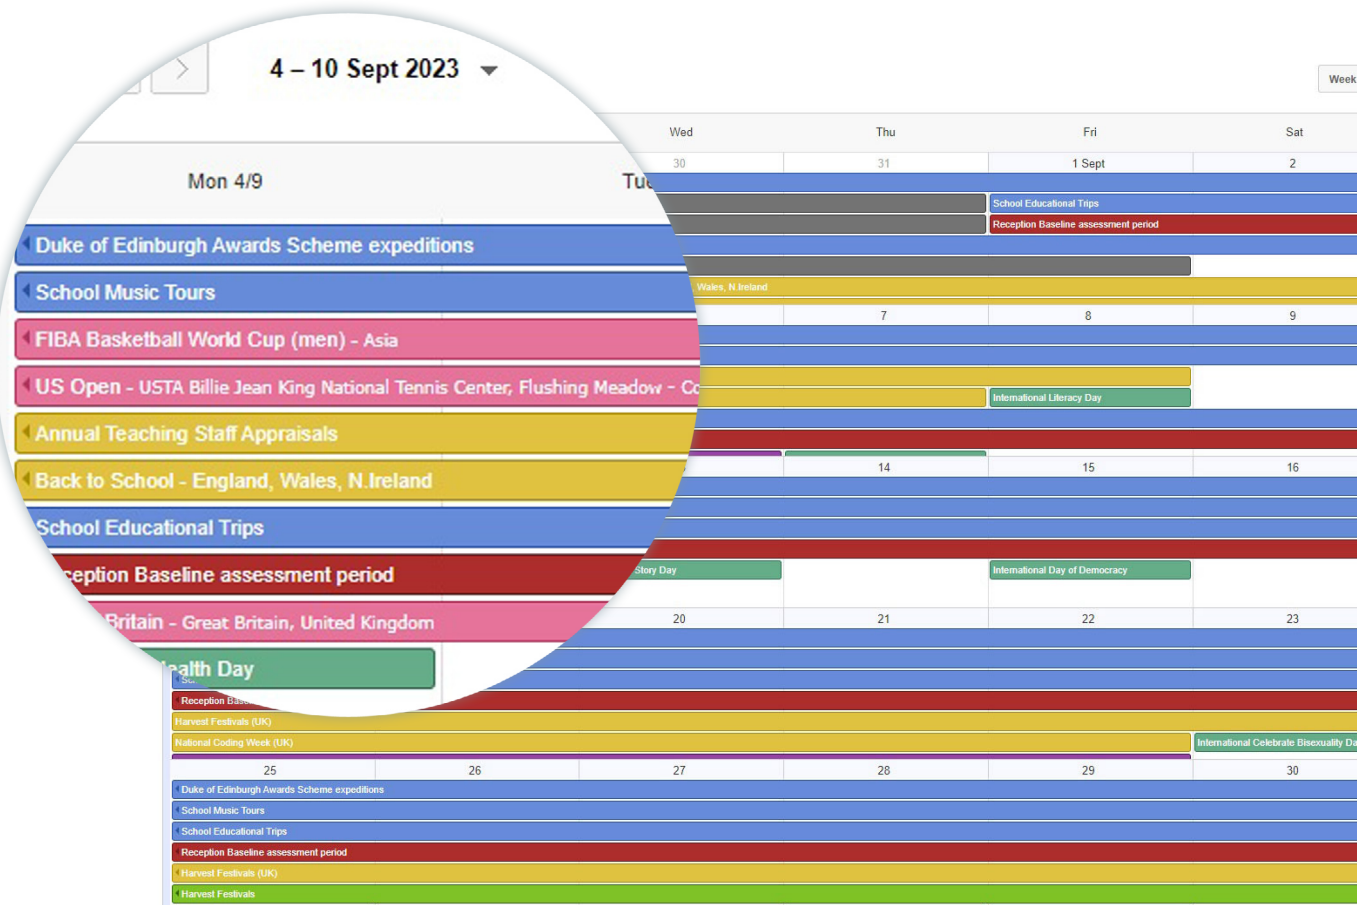 4 – 10 Sept 2023
Week
Mon 4/9
Wed Thu Fri Sat
30 31 1 Sept 2
School Educational Trips
Reception Baseline assessment period
Wales, N.Ireland
Duke of Edinburgh Awards Scheme expeditions
School Music Tours
FIBA Basketball World Cup (men) - Asia
US Open - USTA Billie Jean King National Tennis Center, Flushing Meadow -
Annual Teaching Staff Appraisals
Back to School - England, Wales, N.Ireland
School Educational Trips
Baseline assessment period
Britain - Great Britain, United Kingdom
Health Day
7 8 9
International Literacy Day
14 15 16
Story Day
International Day of Democracy
20 21 22 23
Reception
Harvest Festivals (UK)
National Coding Week (UK)
International Celebrate Bisexuality
25 26 27 28 29 30
Duke of Edinburgh Awards Scheme expeditions
School Music Tours
School Educational Trips
Reception Baseline assessment period
Harvest Festivals (UK)
Harvest Festivals